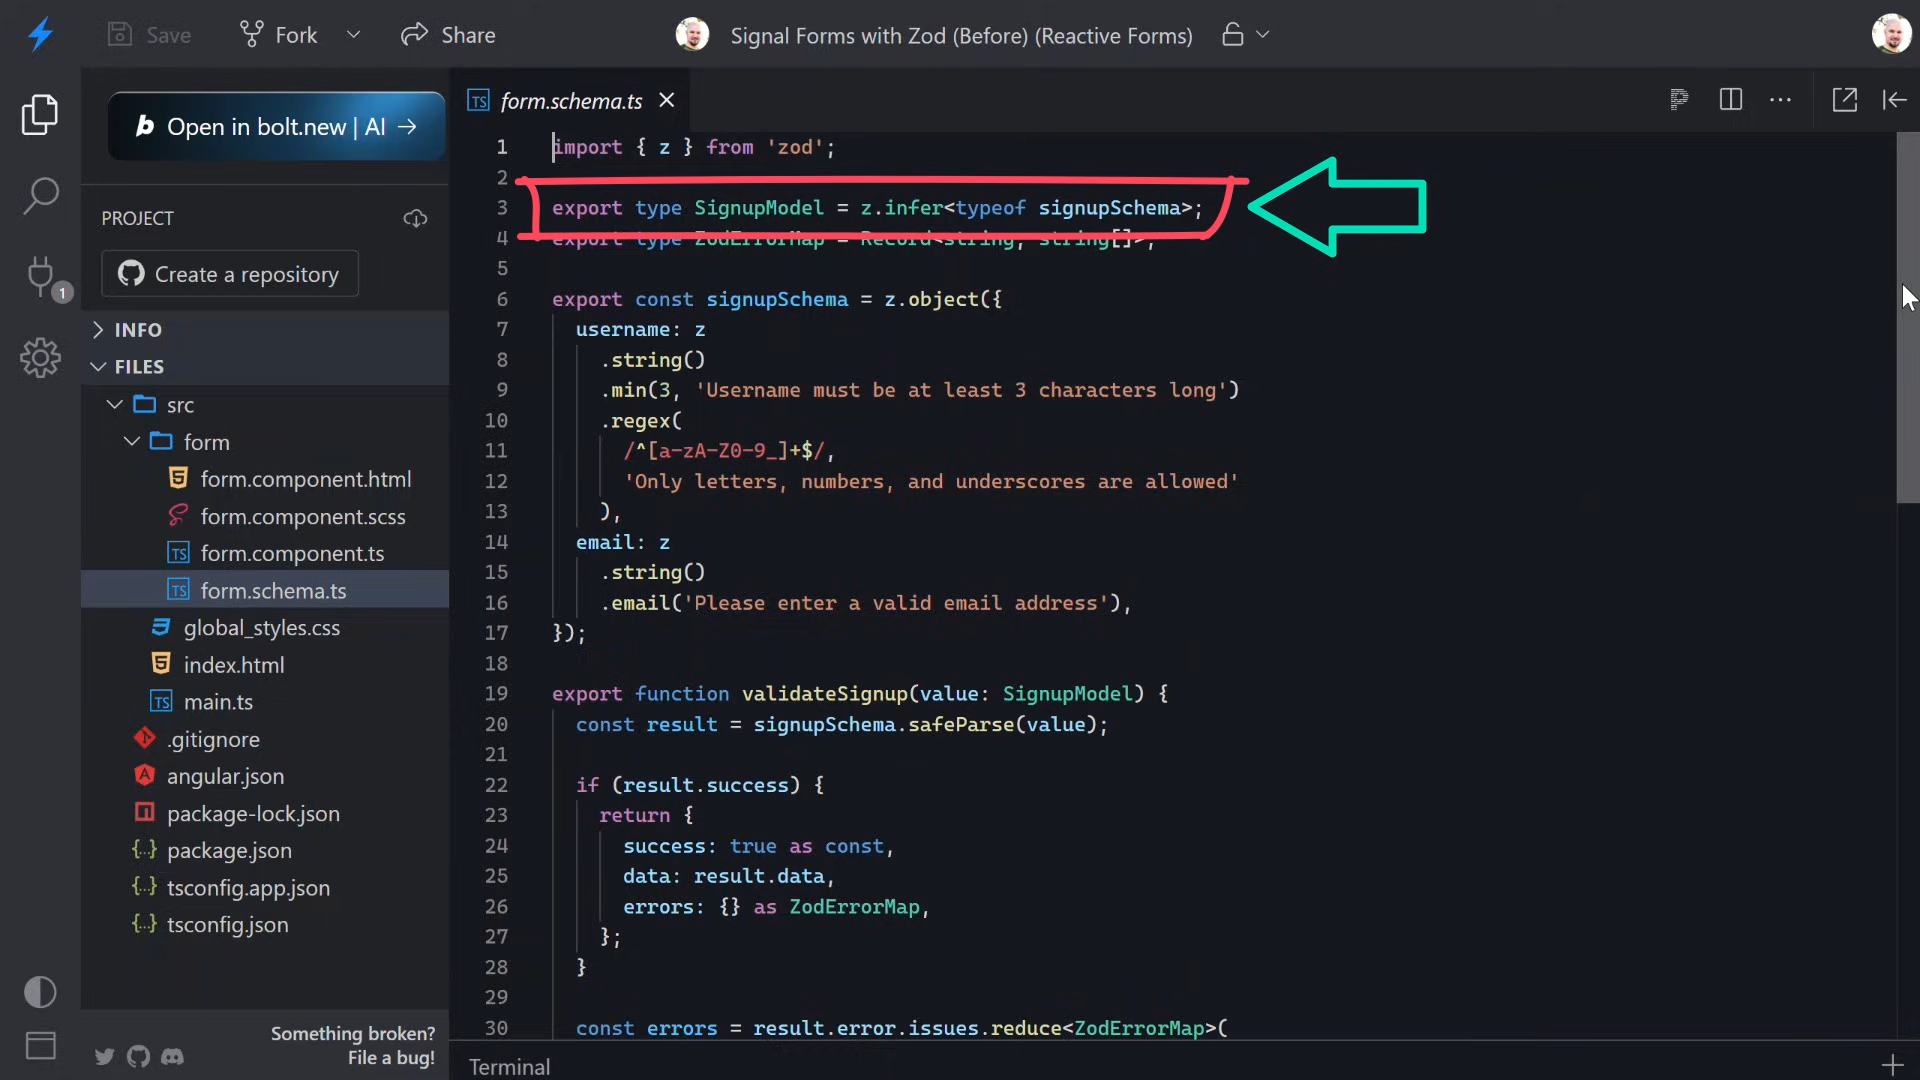 Save
Fork
Share
Signal Forms with Zod (Before) (Reactive Forms)
Open in bolt.new | AI →
PROJECT
Create a repository
1
INFO
FILES
src
form
form.component.html
form.component.scss
form.component.ts
form.schema.ts
global_styles.css
index.html
main.ts
.gitignore
angular.json
package-lock.json
package.json
tsconfig.app.json
tsconfig.json
Something broken?
File a bug!
form.schema.ts
1 import { z } from 'zod';
2
3 export type SignupModel = z.infer<typeof signupSchema>;
4 export type ZodErrorMap = Record<string, string[]>;
5
6 export const signupSchema = z.object({
7 username: z
8 .string()
9 .min(3, 'Username must be at least 3 characters long')
10 .regex(
11 /^[a-zA-Z0-9_]+$/,
12 'Only letters, numbers, and underscores are allowed'
13 ),
14 email: z
15 .string()
16 .email('Please enter a valid email address'),
17 });
18
19 export function validateSignup(value: SignupModel) {
20 const result = signupSchema.safeParse(value);
21
22 if (result.success) {
23 return {
24 success: true as const,
25 data: result.data,
26 errors: {} as ZodErrorMap,
27 };
28 }
29
30 const errors = result.error.issues.reduce<ZodErrorMap>(
Terminal